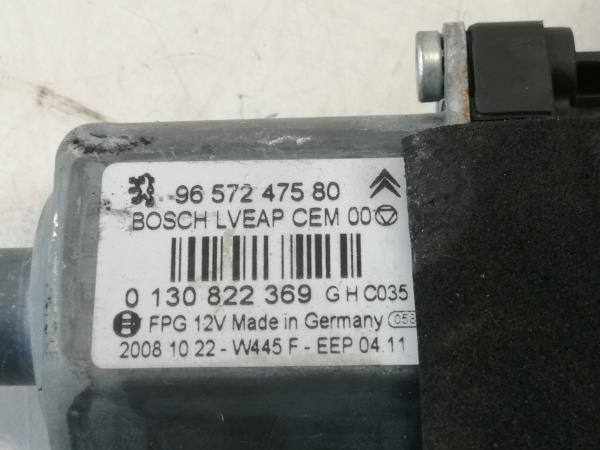 96 572 475 80
BOSCH LVEAP CEM 00
0 130 822 369 G H C035
FPG 12V Made in Germany 058
2008 10 22 - W445 F - EEP 04.11